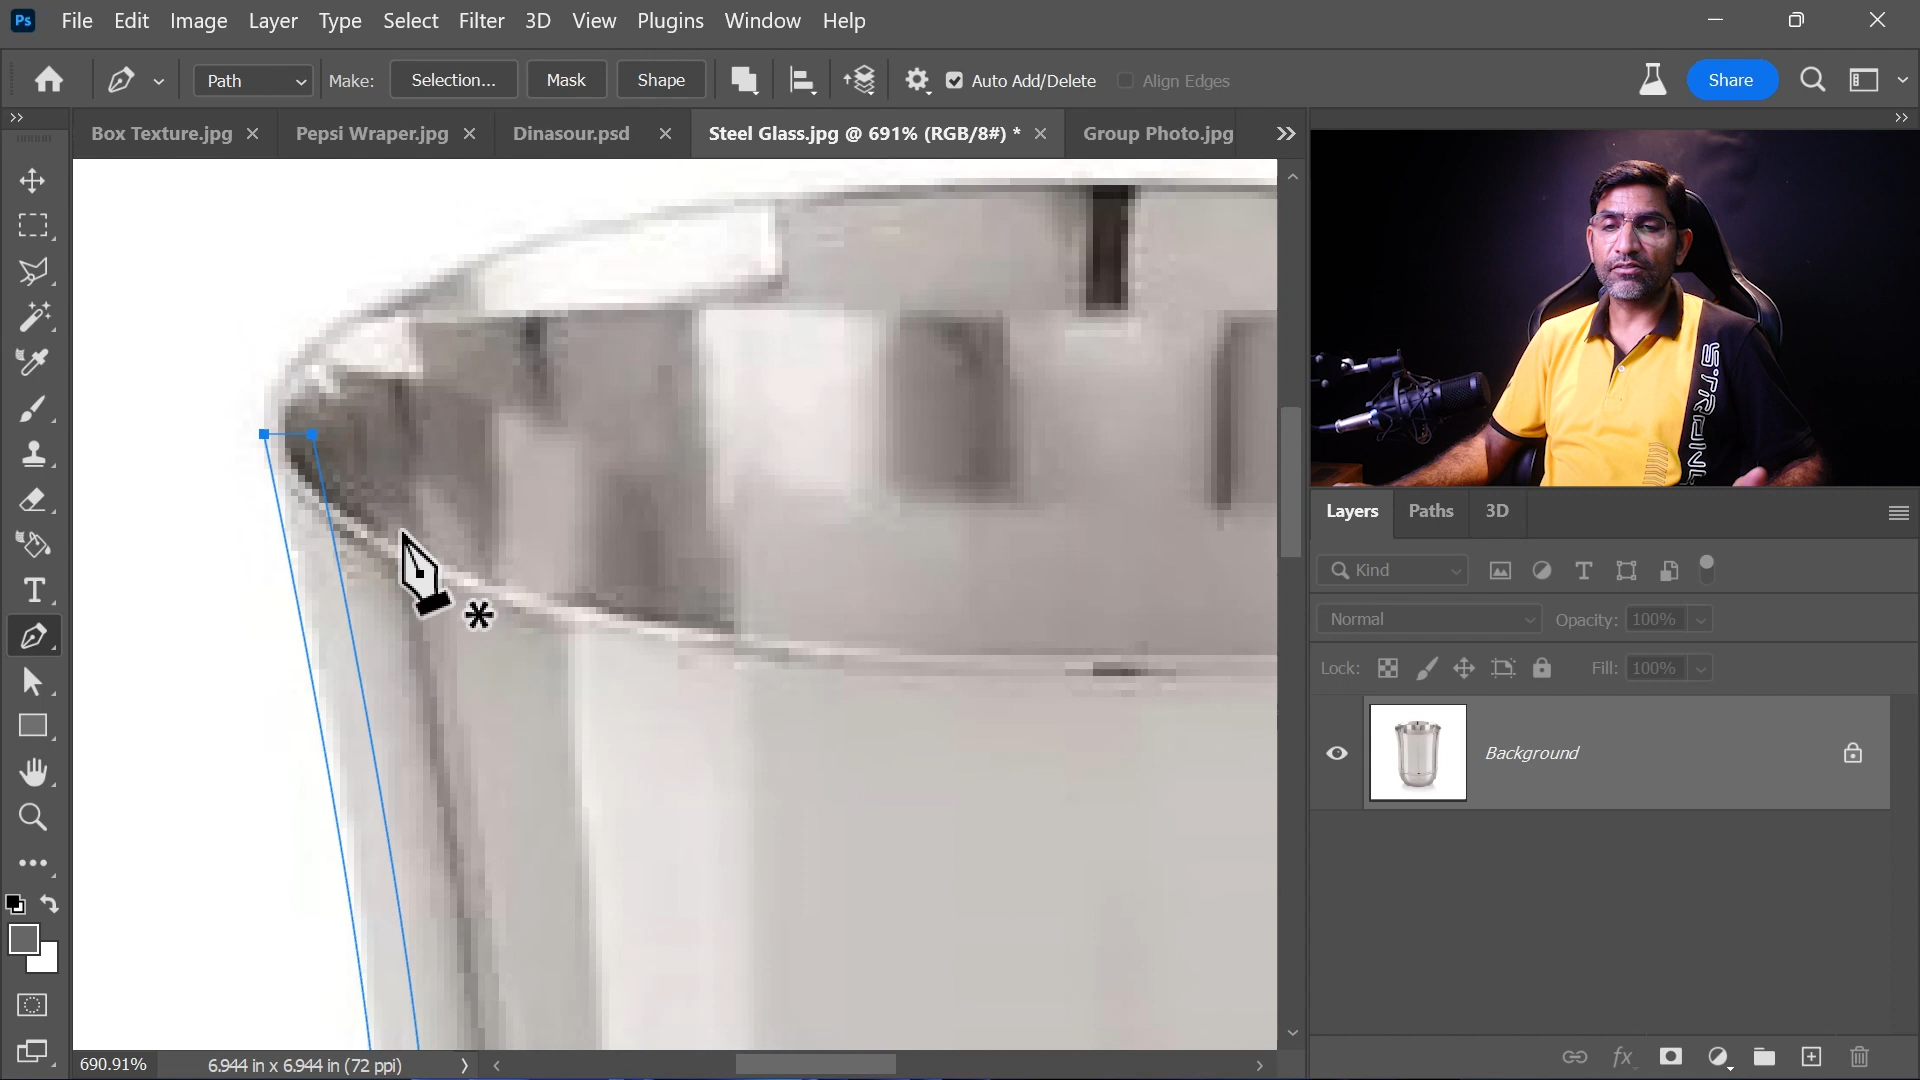 Ps File Edit Image Layer Type Select Filter 3D View Plugins Window Help
Path Make: Selection... Mask Shape Auto Add/Delete Align Edges Share
Box Texture.jpg Pepsi Wraper.jpg Dinasour.psd Steel Glass.jpg @ 691% (RGB/8#) * Group Photo.jpg
Layers Paths 3D
Kind
Normal Opacity: 100%
Lock: Fill: 100%
Background
fx
690.91% 6.944 in x 6.944 in (72 ppi)